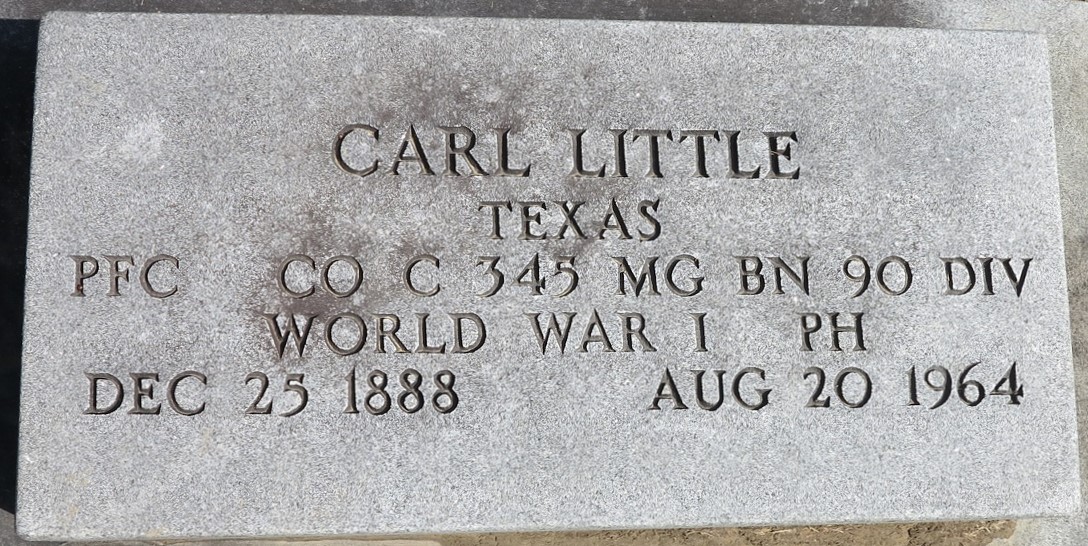 CARL LITTLE
TEXAS
PFC CO C 345 MG BN 90 DIV
WORLD WAR I PH
DEC 25 1888 AUG 20 1964